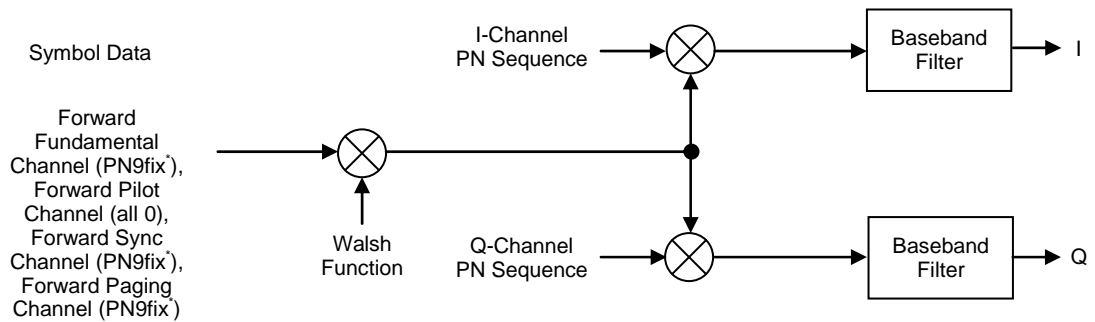 Symbol Data
Forward
Fundamental
Channel (PN9fix*),
Forward Pilot
Channel (all 0),
Forward Sync
Channel (PN9fix*),
Forward Paging
Channel (PN9fix*)
Walsh
Function
I-Channel
PN Sequence
Baseband
Filter
I
Q-Channel
PN Sequence
Baseband
Filter
Q